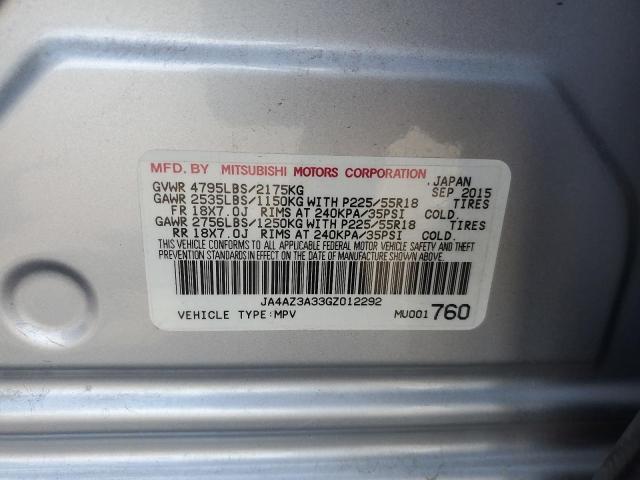 MFD. BY MITSUBISHI MOTORS CORPORATION , JAPAN
GVWR 4795LBS/2175KG SEP 2015
GAWR 2535LBS/1150KG WITH P225/55R18 TIRES
FR 18X7.0J RIMS AT 240KPA/35PSI COLD.
GAWR 2756LBS/1250KG WITH P225/55R18 TIRES
RR 18X7.0J RIMS AT 240KPA/35PSI COLD.
THIS VEHICLE CONFORMS TO ALL APPLICABLE FEDERAL MOTOR VEHICLE SAFETY AND THEFT
PREVENTION STANDARDS IN EFFECT ON THE DATE OF MANUFACTURE SHOWN ABOVE.
JA4AZ3A33GZ012292
VEHICLE TYPE:MPV MU001760